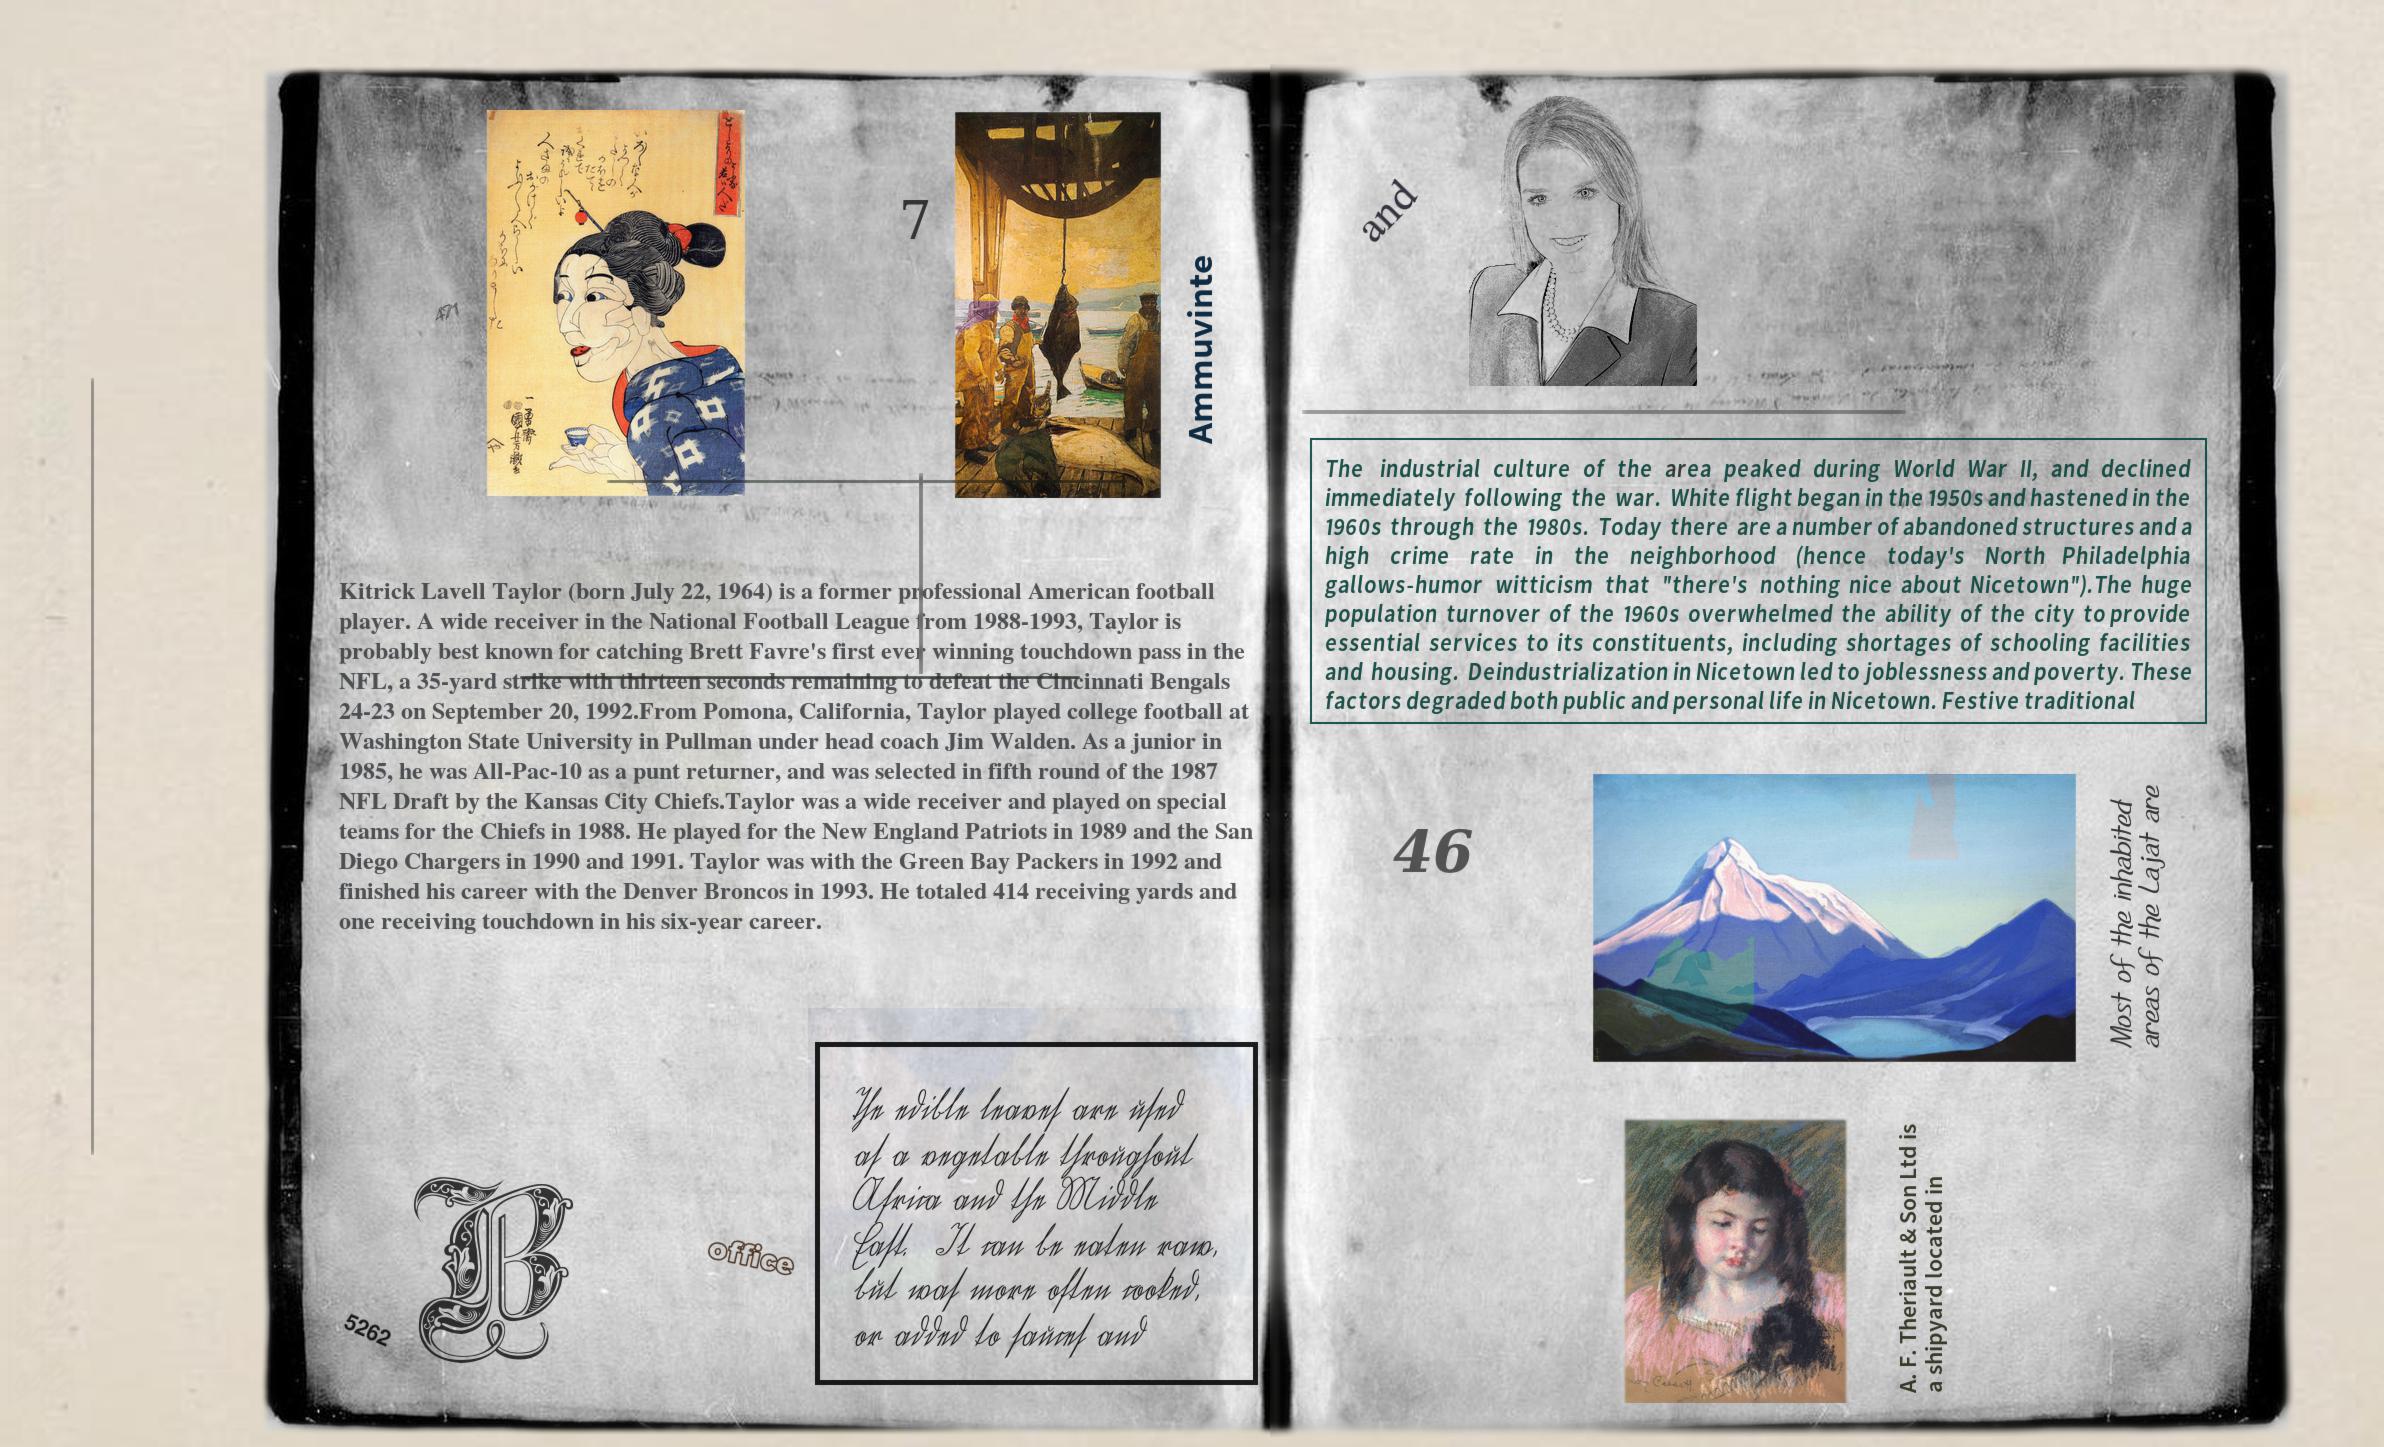 7
Ammuvinte
471
Kitrick Lavell Taylor (born July 22, 1964) is a former professional American football
player. A wide receiver in the National Football League from 1988-1993, Taylor is
probably best known for catching Brett Favre's first ever winning touchdown pass in the
NFL, a 35-yard strike with thirteen seconds remaining to defeat the Cincinnati Bengals
24-23 on September 20, 1992.From Pomona, California, Taylor played college football at
Washington State University in Pullman under head coach Jim Walden. As a junior in
1985, he was All-Pac-10 as a punt returner, and was selected in fifth round of the 1987
NFL Draft by the Kansas City Chiefs.Taylor was a wide receiver and played on special
teams for the Chiefs in 1988. He played for the New England Patriots in 1989 and the San
Diego Chargers in 1990 and 1991. Taylor was with the Green Bay Packers in 1992 and
finished his career with the Denver Broncos in 1993. He totaled 414 receiving yards and
one receiving touchdown in his six-year career.
B
5262
office
The edible leaves are used
as a vegetable throughout
Africa and the Middle
East. It can be eaten raw,
but was more often cooked,
or added to sauces and
and
The industrial culture of the area peaked during World War II, and declined
immediately following the war. White flight began in the 1950s and hastened in the
1960s through the 1980s. Today there are a number of abandoned structures and a
high crime rate in the neighborhood (hence today's North Philadelphia
gallows-humor witticism that "there's nothing nice about Nicetown").The huge
population turnover of the 1960s overwhelmed the ability of the city to provide
essential services to its constituents, including shortages of schooling facilities
and housing. Deindustrialization in Nicetown led to joblessness and poverty. These
factors degraded both public and personal life in Nicetown. Festive traditional
46
Most of the inhabited
areas of the Lajat are
A. F. Theriault & Son Ltd is
a shipyard located in